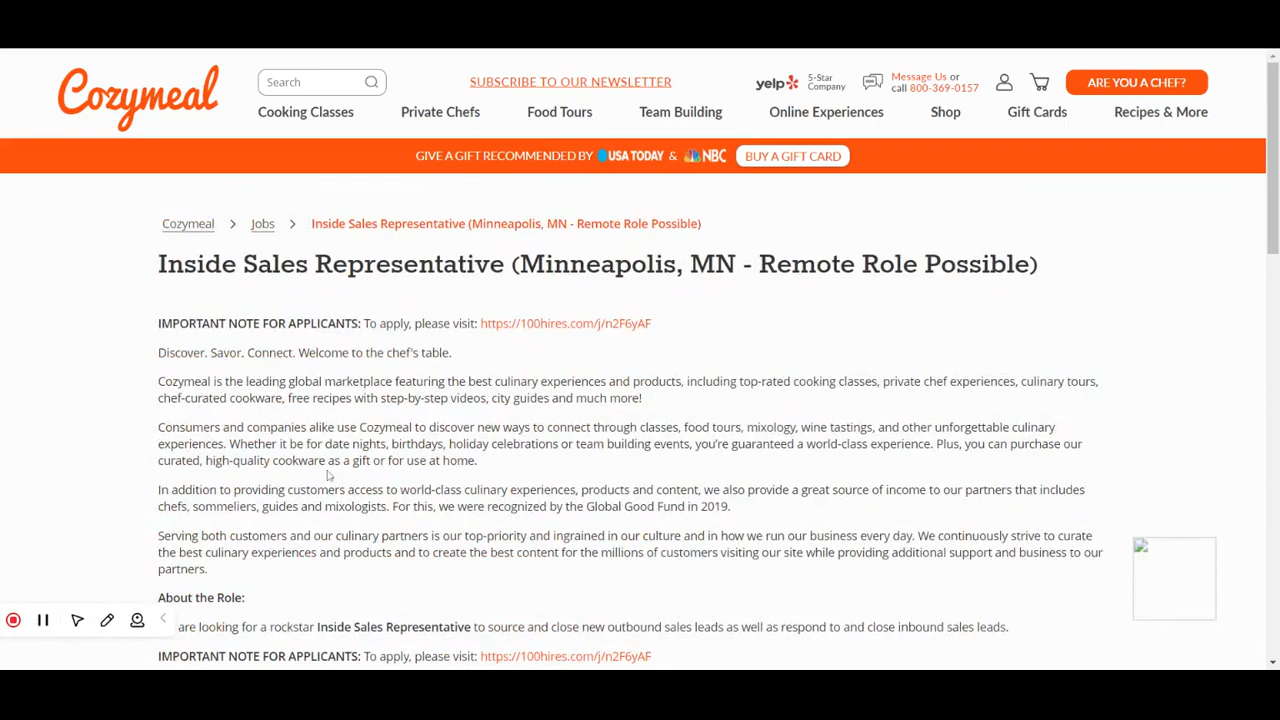 Cozymeal
Search
SUBSCRIBE TO OUR NEWSLETTER
yelp
5-Star
Company
Message Us or
call 800-369-0157
ARE YOU A CHEF?
Cooking Classes
Private Chefs
Food Tours
Team Building
Online Experiences
Shop
Gift Cards
Recipes & More
GIVE A GIFT RECOMMENDED BY USA TODAY & NBC BUY A GIFT CARD
Cozymeal > Jobs > Inside Sales Representative (Minneapolis, MN - Remote Role Possible)
Inside Sales Representative (Minneapolis, MN - Remote Role Possible)
IMPORTANT NOTE FOR APPLICANTS: To apply, please visit: https://100hires.com/j/n2F6yAF
Discover. Savor. Connect. Welcome to the chef's table.
Cozymeal is the leading global marketplace featuring the best culinary experiences and products, including top-rated cooking classes, private chef experiences, culinary tours,
chef-curated cookware, free recipes with step-by-step videos, city guides and much more!
Consumers and companies alike use Cozymeal to discover new ways to connect through classes, food tours, mixology, wine tastings, and other unforgettable culinary
experiences. Whether it be for date nights, birthdays, holiday celebrations or team building events, you're guaranteed a world-class experience. Plus, you can purchase our
curated, high-quality cookware as a gift or for use at home.
In addition to providing customers access to world-class culinary experiences, products and content, we also provide a great source of income to our partners that includes
chefs, sommeliers, guides and mixologists. For this, we were recognized by the Global Good Fund in 2019.
Serving both customers and our culinary partners is our top-priority and ingrained in our culture and in how we run our business every day. We continuously strive to curate
the best culinary experiences and products and to create the best content for the millions of customers visiting our site while providing additional support and business to our
partners.
About the Role:
are looking for a rockstar Inside Sales Representative to source and close new outbound sales leads as well as respond to and close inbound sales leads.
IMPORTANT NOTE FOR APPLICANTS: To apply, please visit: https://100hires.com/j/n2F6yAF